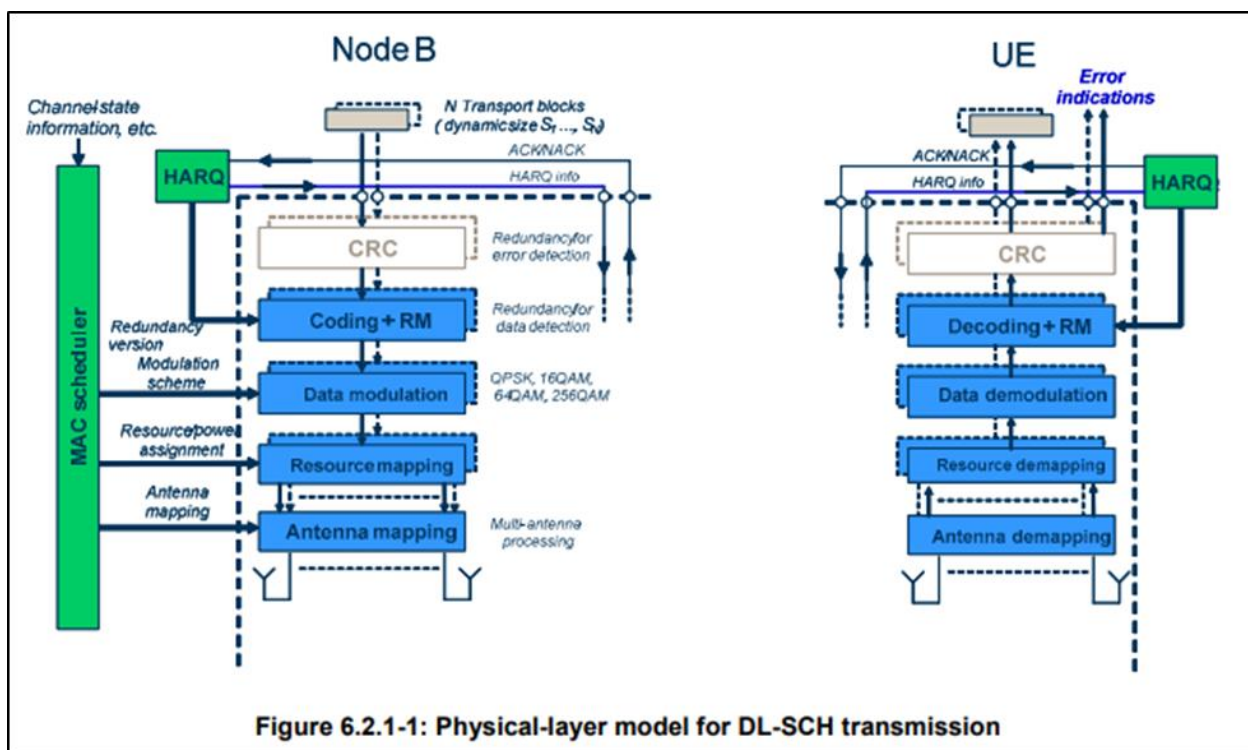 Node B
UE
Channel-state
information, etc.
N Transport blocks
( dynamic size S1 ..., SN)
Error
indications
ACK/NACK
HARQ info
HARQ
ACK/NACK
HARQ info
HARQ
CRC
Redundancy for
error detection
CRC
Coding + RM
Redundancy for
data detection
Decoding + RM
MAC scheduler
Redundancy
version
Modulation
scheme
Data modulation
QPSK, 16QAM,
64QAM, 256QAM
Data demodulation
Resource/power
assignment
Resource mapping
Resource demapping
Antenna
mapping
Antenna mapping
Multi-antenna
processing
Antenna demapping
Figure 6.2.1-1: Physical-layer model for DL-SCH transmission